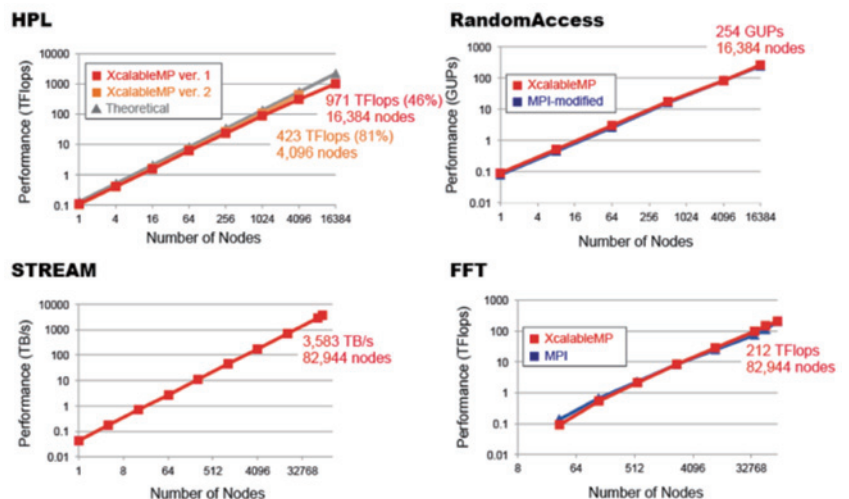 HPL
10000
1000
100
10
1
0.1
Performance (TFlops)
XcalableMP ver. 1
XcalableMP ver. 2
Theoretical
971 TFlops (46%)
16,384 nodes
423 TFlops (81%)
4,096 nodes
1 4 16 64 256 1024 4096 16384
Number of Nodes
RandomAccess
1000
100
10
1
0.1
0.01
Performance (GUPs)
XcalableMP
MPI-modified
254 GUPs
16,384 nodes
1 4 16 64 256 1024 4096 16384
Number of Nodes
STREAM
10000
1000
100
10
1
0.1
0.01
Performance (TB/s)
3,583 TB/s
82,944 nodes
1 8 64 512 4096 32768
Number of Nodes
FFT
1000
100
10
1
0.1
0.01
Performance (TFlops)
XcalableMP
MPI
212 TFlops
82,944 nodes
8 64 512 4096 32768
Number of Nodes